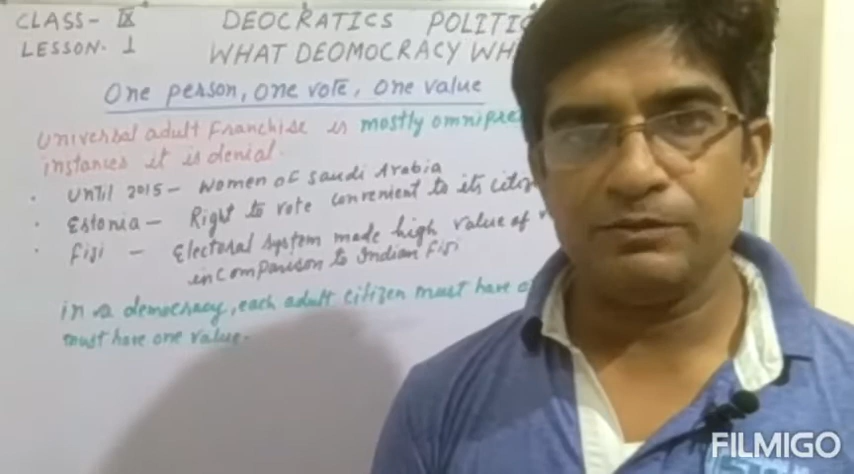 CLASS- IX
LESSON. 1
DEOCRATICS POLITIC
WHAT DEOMOCRACY WH
One person, one vote, one value
Universal adult Franchise is mostly omnipre
instances it is denial.
. Until 2015 - Women of Saudi Arabia
. Estonia - Right to vote convenient to its citi
. Fiji - Electoral system made high value of
in comparison to Indian Fisi
in a democracy, each adult citizen must have
must have one value.
FILMIGO